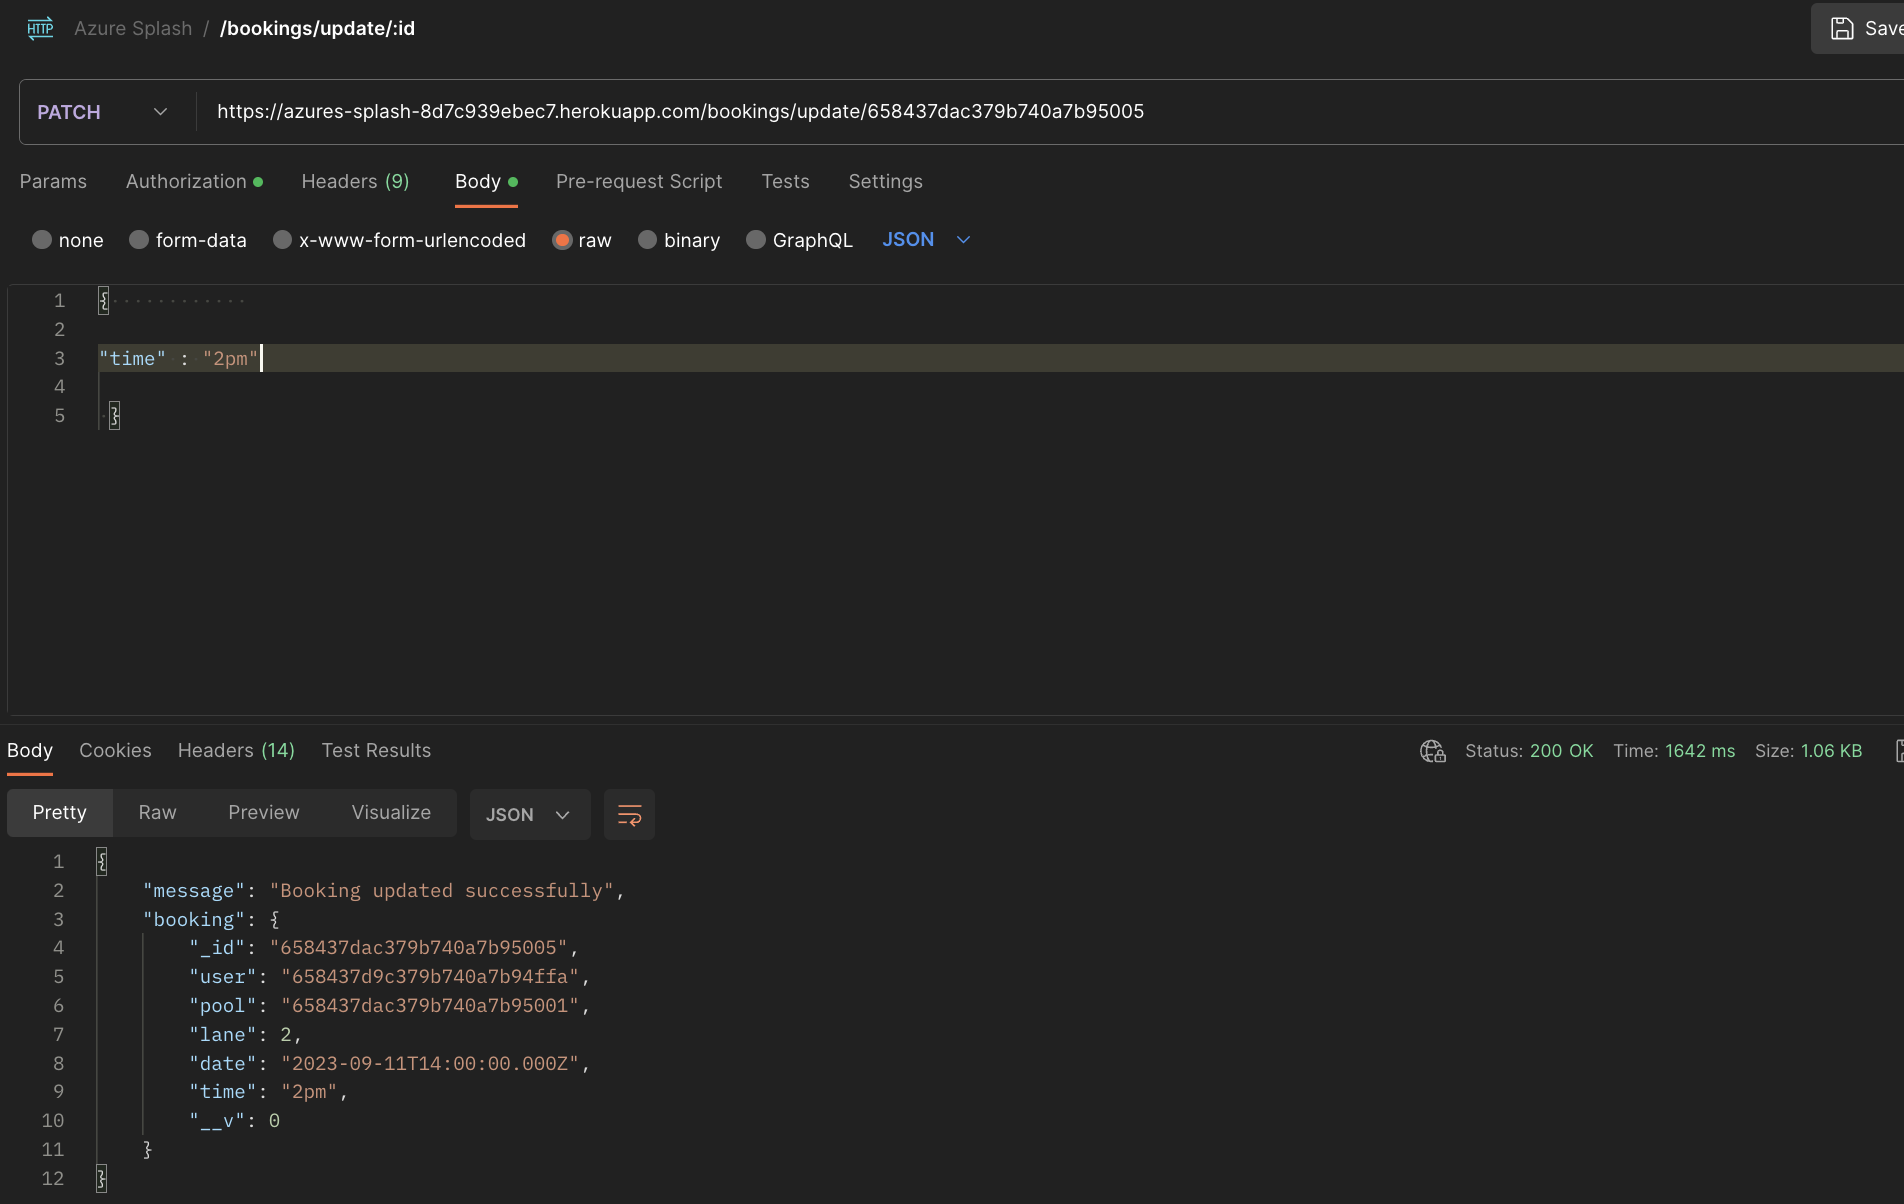 HTTP Azure Splash / /bookings/update/:id
Save
PATCH https://azures-splash-8d7c939ebec7.herokuapp.com/bookings/update/658437dac379b740a7b95005
Params Authorization Headers (9) Body Pre-request Script Tests Settings
none form-data x-www-form-urlencoded raw binary GraphQL JSON
1 {
2
3 "time" : "2pm"
4
5 }
Body Cookies Headers (14) Test Results Status: 200 OK Time: 1642 ms Size: 1.06 KB
Pretty Raw Preview Visualize JSON
1 {
2 "message": "Booking updated successfully",
3 "booking": {
4 "_id": "658437dac379b740a7b95005",
5 "user": "658437d9c379b740a7b94ffa",
6 "pool": "658437dac379b740a7b95001",
7 "lane": 2,
8 "date": "2023-09-11T14:00:00.000Z",
9 "time": "2pm",
10 "__v": 0
11 }
12 }